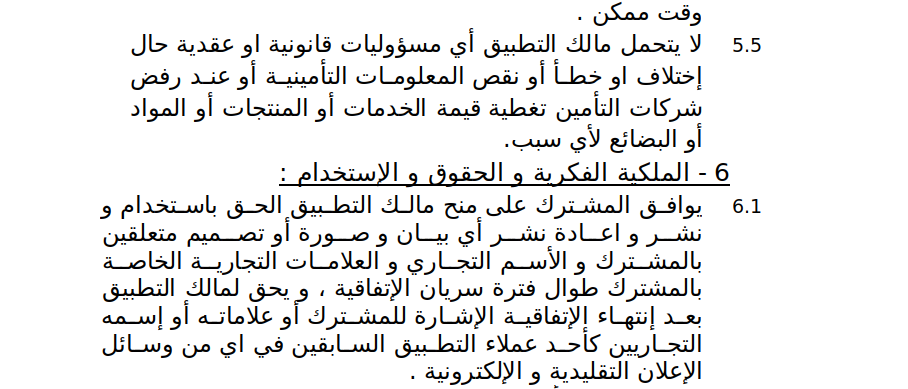 وقت ممكن .
5.5 لا يتحمل مالك التطبيق أي مسؤوليات قانونية او عقدية حال
إختلاف او خطأ أو نقص المعلومات التأمينية أو عند رفض
شركات التأمين تغطية قيمة الخدمات أو المنتجات أو المواد
أو البضائع لأي سبب.
6 - الملكية الفكرية و الحقوق و الإستخدام :
6.1 يوافق المشترك على منح مالك التطبيق الحق باستخدام و
نشر و اعادة نشر أي بيان و صورة أو تصميم متعلقين
بالمشترك و الأسم التجاري و العلامات التجارية الخاصة
بالمشترك طوال فترة سريان الإتفاقية ، و يحق لمالك التطبيق
بعد إنتهاء الإتفاقية الإشارة للمشترك أو علاماته أو إسمه
التجاريين كأحد عملاء التطبيق السابقين في اي من وسائل
الإعلان التقليدية و الإلكترونية .